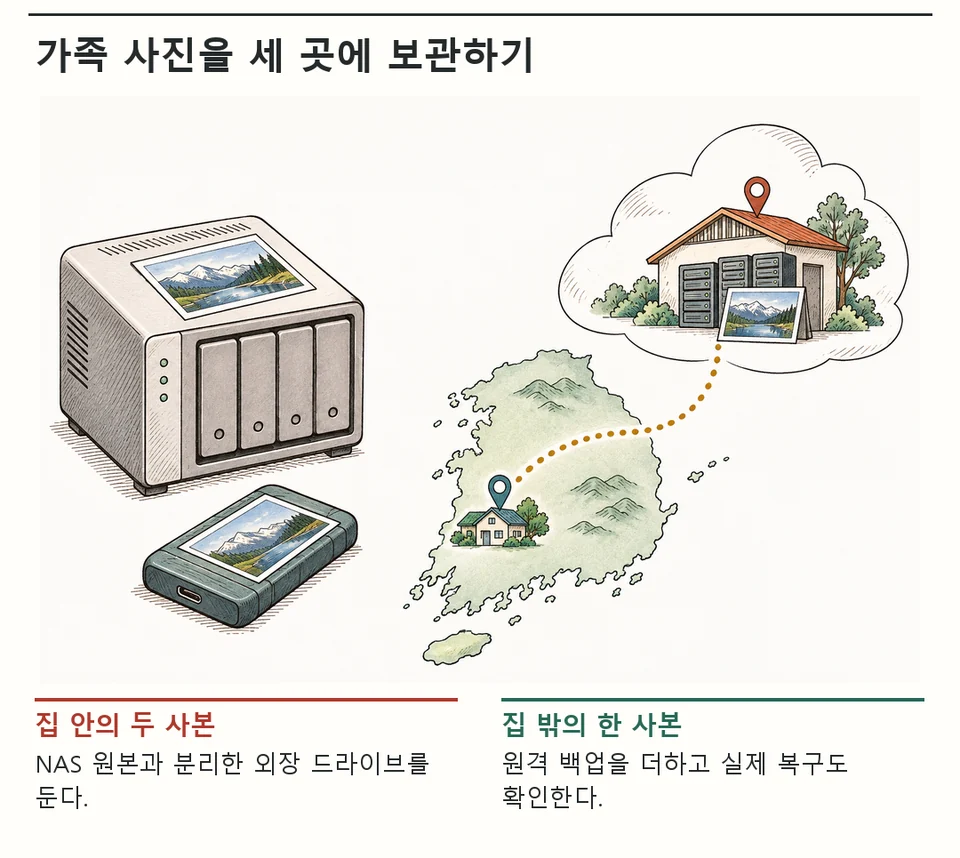 가족 사진을 세 곳에 보관하기
집 안의 두 사본
NAS 원본과 분리한 외장 드라이브를
둔다.
집 밖의 한 사본
원격 백업을 더하고 실제 복구도
확인한다.